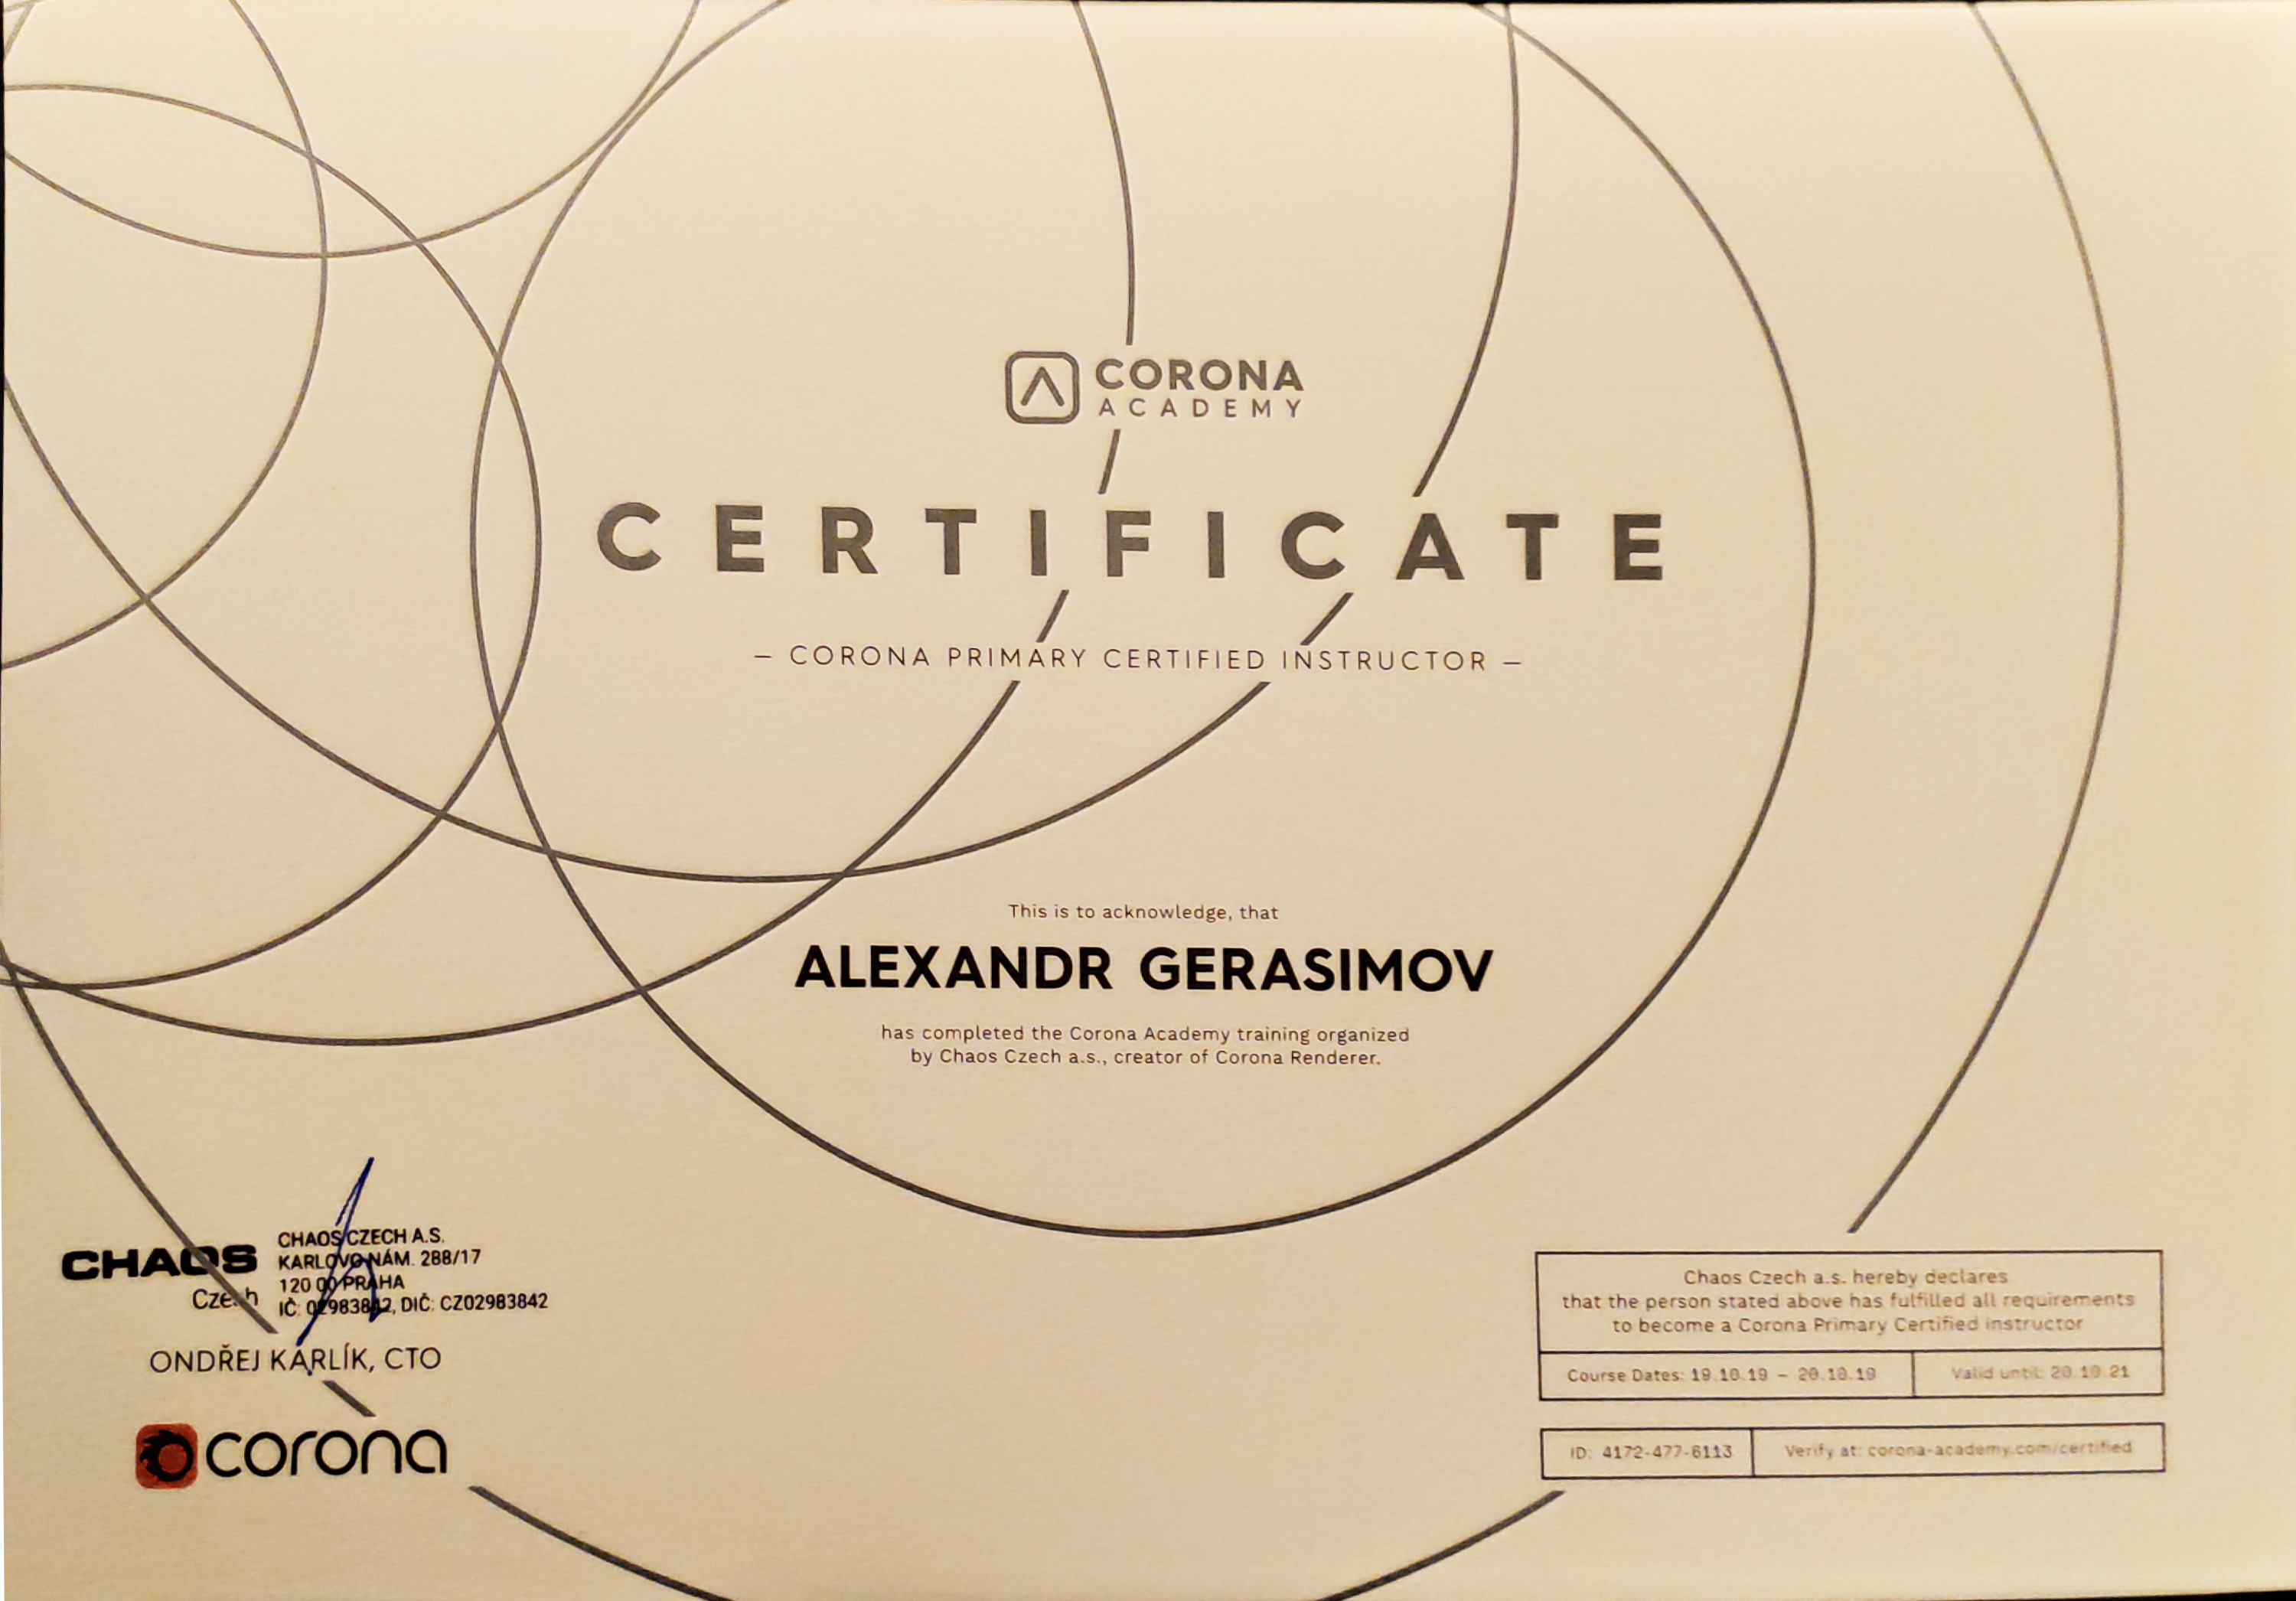 CORONA
ACADEMY
CERTIFICATE
– CORONA PRIMARY CERTIFIED INSTRUCTOR –
This is to acknowledge, that
ALEXANDR GERASIMOV
has completed the Corona Academy training organized
by Chaos Czech a.s., creator of Corona Renderer.
CHAOS
Czech
CHAOS CZECH A.S.
KARLOVO NÁM. 288/17
120 00 PRAHA
IČ: 02983842, DIČ: CZ02983842
ONDŘEJ KARLÍK, CTO
corona
Chaos Czech a.s. hereby declares
that the person stated above has fulfilled all requirements
to become a Corona Primary Certified Instructor
Course Dates: 19.10.19 – 20.10.19
Valid until: 20.10.21
ID: 4172-477-6113
Verify at: corona-academy.com/certified